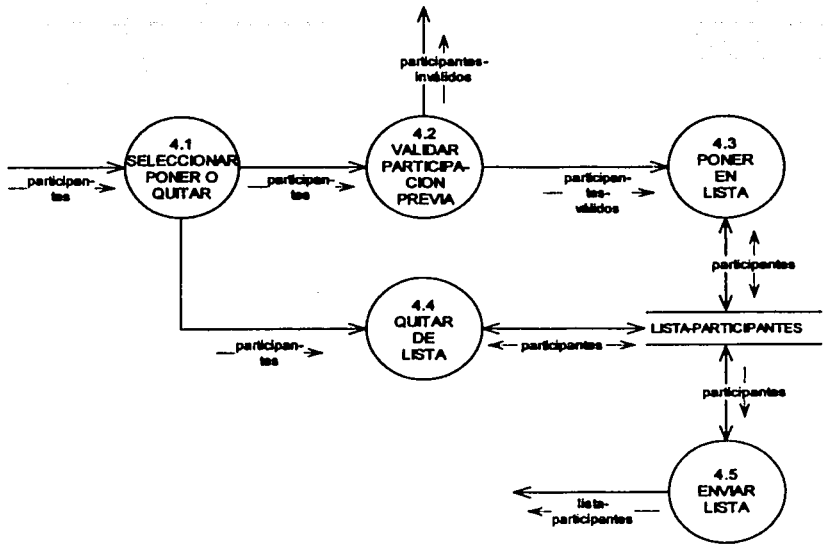 participantes-
inválidos
4.1
SELECCIONAR
PONER O
QUITAR
4.2
VALIDAR
PARTICIPA-
CION
PREVIA
4.3
PONER
EN
LISTA
participan-
tes
participan-
tes
participan-
tes-
válidos
participantes
4.4
QUITAR
DE
LISTA
LISTA-PARTICIPANTES
participan-
tes
participantes
participantes
4.5
ENVIAR
LISTA
lista-
participantes